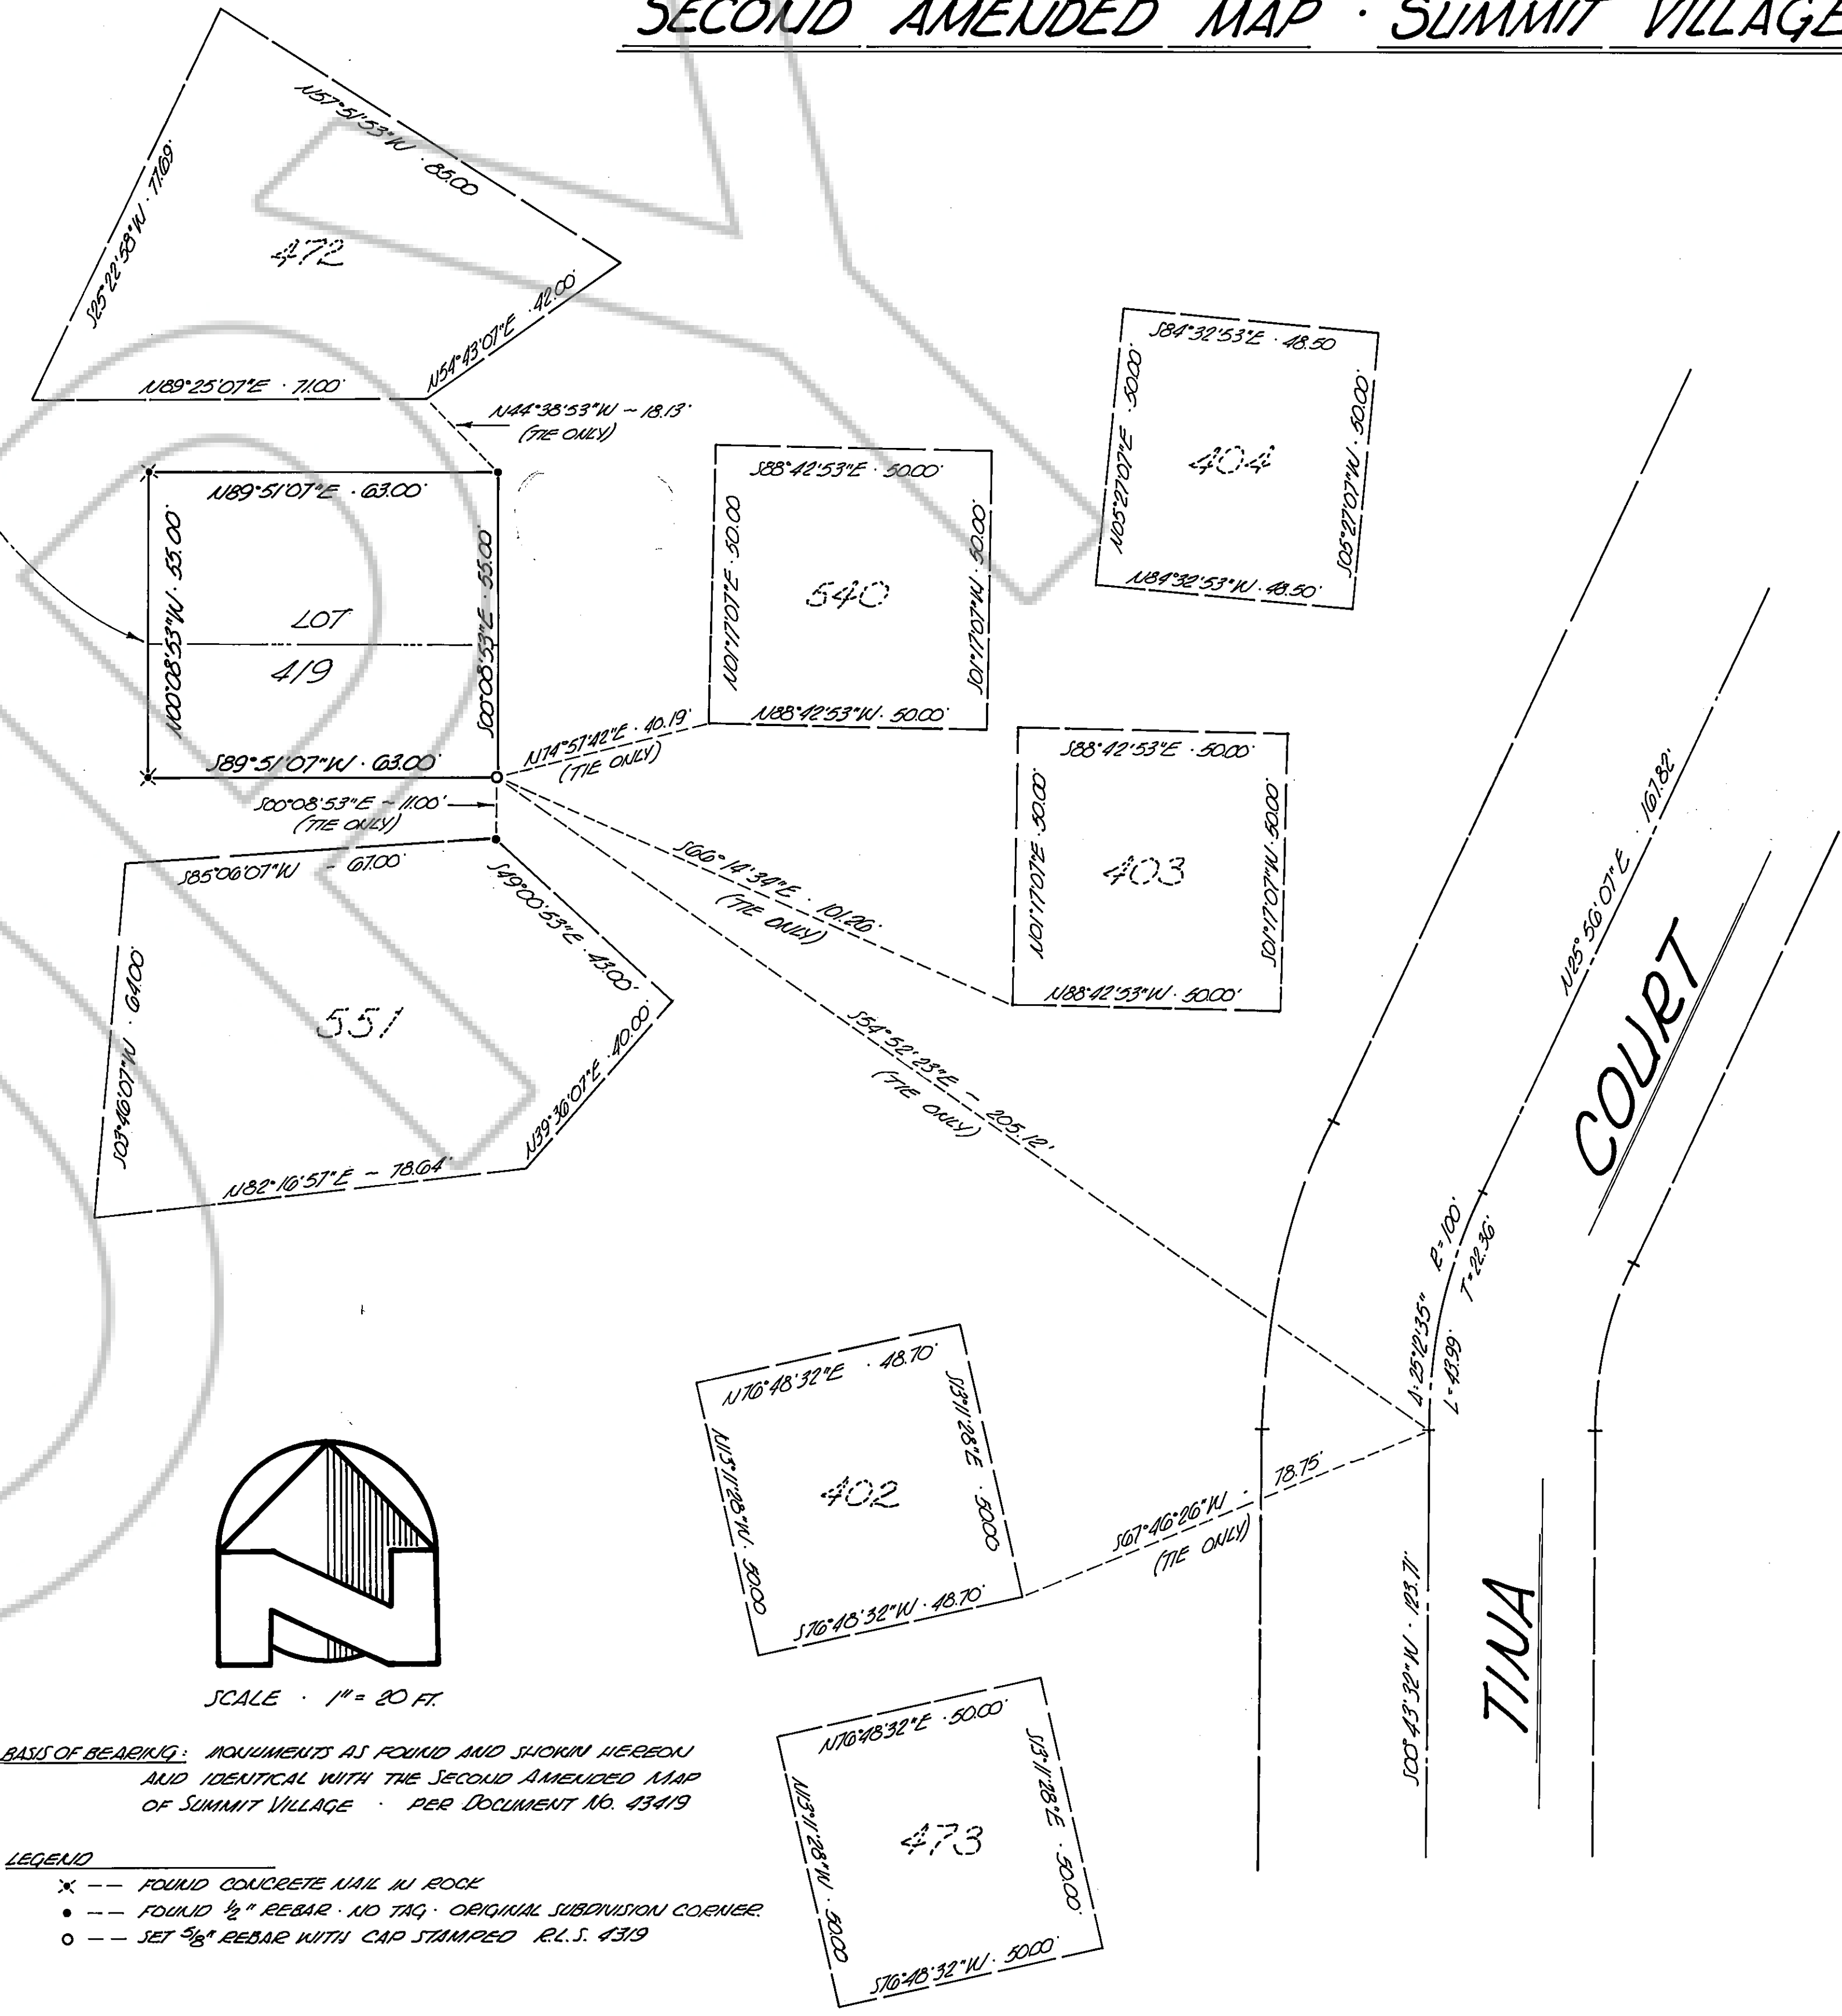 SECOND AMENDED MAP · SUMMIT VILLAGE
N57°51'53"W · 85.00
S25°22'58"W · 77.69'
472
N54°43'07"E · 42.00'
N89°25'07"E · 71.00'
N44°38'53"W ~ 18.13'
(TIE ONLY)
N89°51'07"E · 63.00'
N00°08'53"W · 55.00'
S00°08'53"E · 55.00'
LOT
419
S89°51'07"W · 63.00'
S88°42'53"E · 50.00'
N01°17'07"E · 50.00
540
S01°17'07"W · 50.00'
N88°42'53"W · 50.00'
S84°32'53"E · 48.50
N05°27'07"E · 50.00'
404
S05°27'07"W · 50.00'
N84°32'53"W · 48.50'
N74°57'42"E · 40.19'
(TIE ONLY)
S00°08'53"E ~ 11.00'
(TIE ONLY)
S88°42'53"E · 50.00'
N01°17'07"E · 50.00'
403
S01°17'07"W · 50.00'
N88°42'53"W · 50.00'
S66°14'34"E · 101.26'
(TIE ONLY)
S85°06'07"W - 67.00'
S49°00'53"E · 43.00'
S03°46'07"W · 64.00'
551
N39°36'07"E · 40.00'
N82°16'57"E ~ 78.64'
S54°52'23"E ~ 205.12'
(TIE ONLY)
N25°56'07"E · 167.82'
COURT
R=100'
T=22.36'
Δ=25°12'35"
L=43.99'
N76°48'32"E · 48.70'
N13°11'28"W · 50.00
402
S13°11'28"E · 50.00
S76°48'32"W · 48.70'
S67°46'26"W - 78.75'
(TIE ONLY)
S00°43'32"W · 123.71'
TINA
N76°48'32"E · 50.00'
N13°11'28"W · 50.00
473
S13°11'28"E · 50.00'
S76°48'32"W · 50.00'
SCALE · 1" = 20 FT.
BASIS OF BEARING: MONUMENTS AS FOUND AND SHOWN HEREON
AND IDENTICAL WITH THE SECOND AMENDED MAP
OF SUMMIT VILLAGE · PER DOCUMENT NO. 43419
LEGEND
-- FOUND CONCRETE NAIL IN ROCK
-- FOUND 1/2" REBAR · NO TAG · ORIGINAL SUBDIVISION CORNER.
-- SET 5/8" REBAR WITH CAP STAMPED R.L.S. 4319